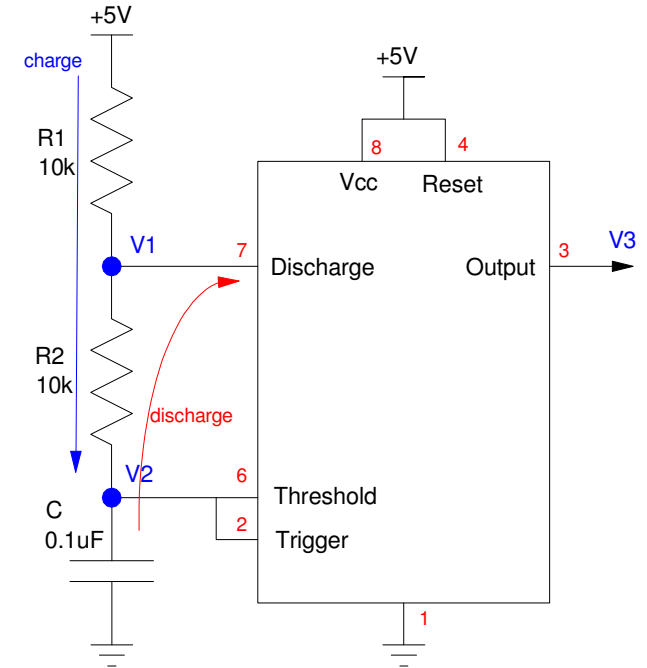 +5V
charge
+5V
R1
10k
8
4
Vcc
Reset
V1
7
Discharge
Output
3
V3
R2
10k
discharge
V2
6
Threshold
C
0.1uF
2
Trigger
1